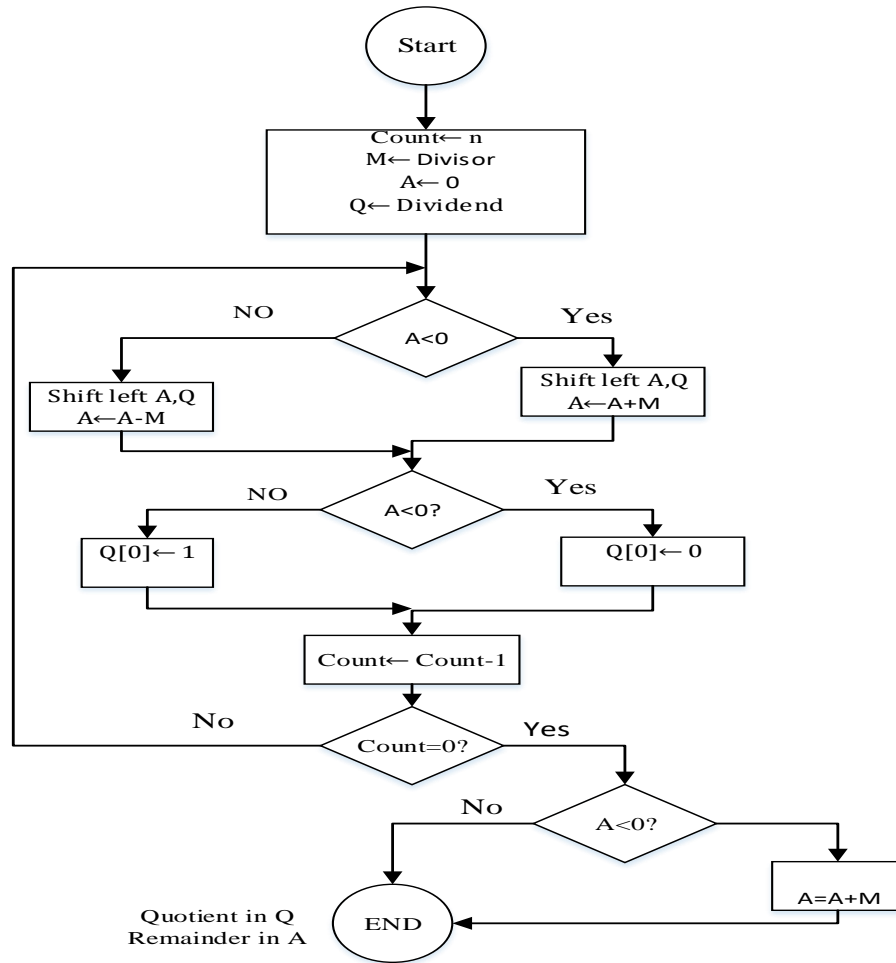 Start
Count← n
M← Divisor
A← 0
Q← Dividend
NO
Yes
A<0
Shift left A,Q
A←A-M
Shift left A,Q
A←A+M
NO
Yes
A<0?
Q[0]← 1
Q[0]← 0
Count← Count-1
No
Yes
Count=0?
No
A<0?
A=A+M
Quotient in Q
Remainder in A
END